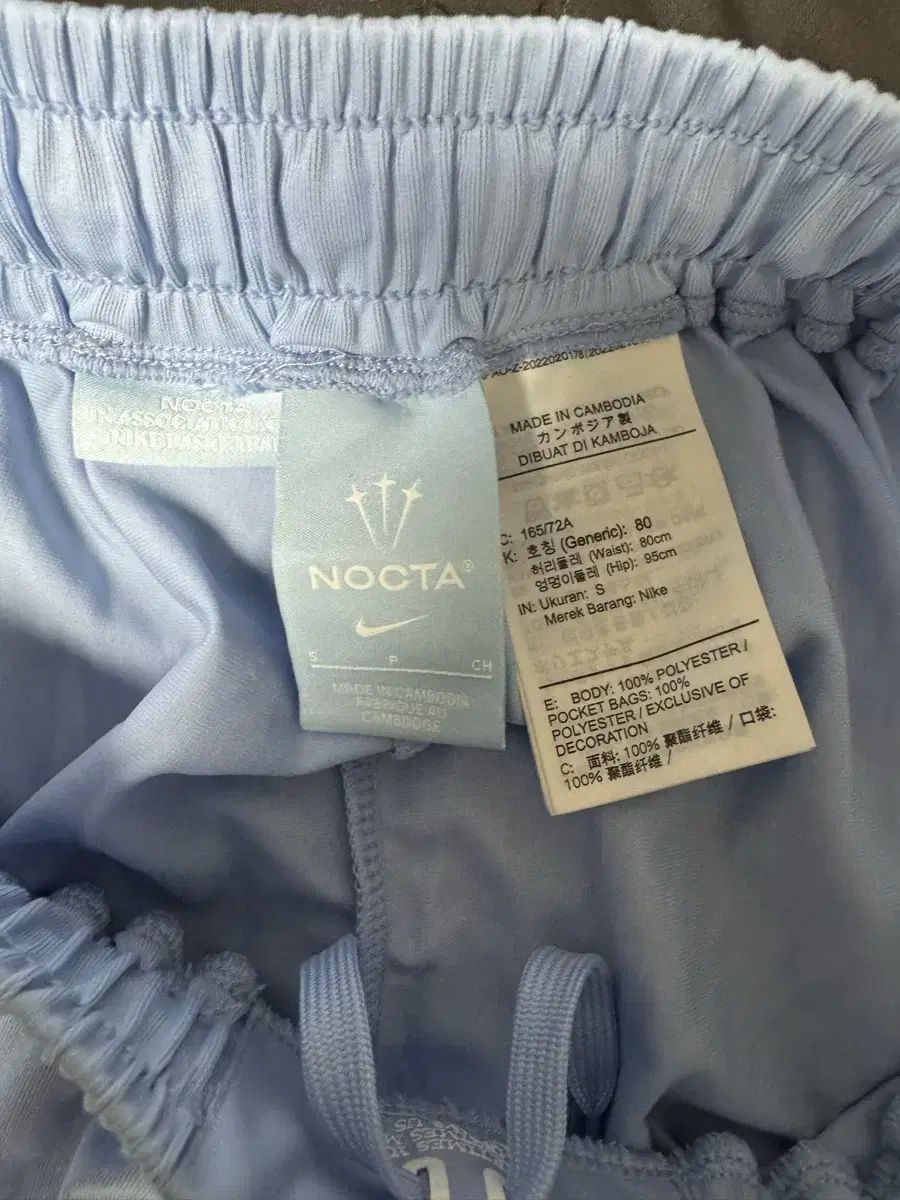 NOCTA
IN ASSOCIATION
NOCTA®
S P CH
MADE IN CAMBODIA
FABRIQUE AU
CAMBODGE
MADE IN CAMBODIA
カンボジア製
DIBUAT DI KAMBOJA
C: 165/72A
K: 호칭 (Generic): 80
허리둘레 (Waist): 80cm
엉덩이둘레 (Hip): 95cm
IN: Ukuran: S
Merek Barang: Nike
E: BODY: 100% POLYESTER /
POCKET BAGS: 100%
POLYESTER / EXCLUSIVE OF
DECORATION
C: 面料: 100% 聚酯纤维 / 口袋:
100% 聚酯纤维 /